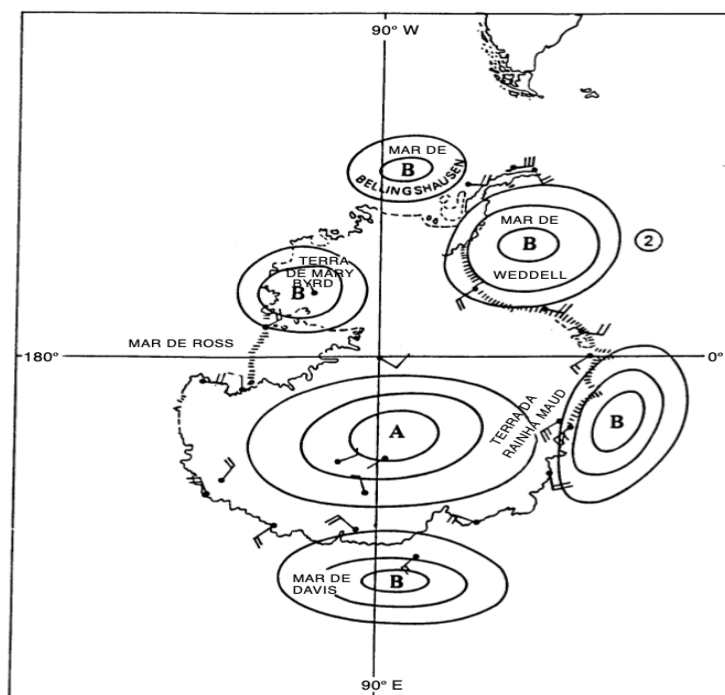 90° W
MAR DE
B
BELLINGSHAUSEN
MAR DE
B
WEDDELL
2
TERRA
DE MARY
BYRD
B
MAR DE ROSS
180°
0°
A
TERRA DA
RAINHA MAUD
B
MAR DE
DAVIS
B
90° E